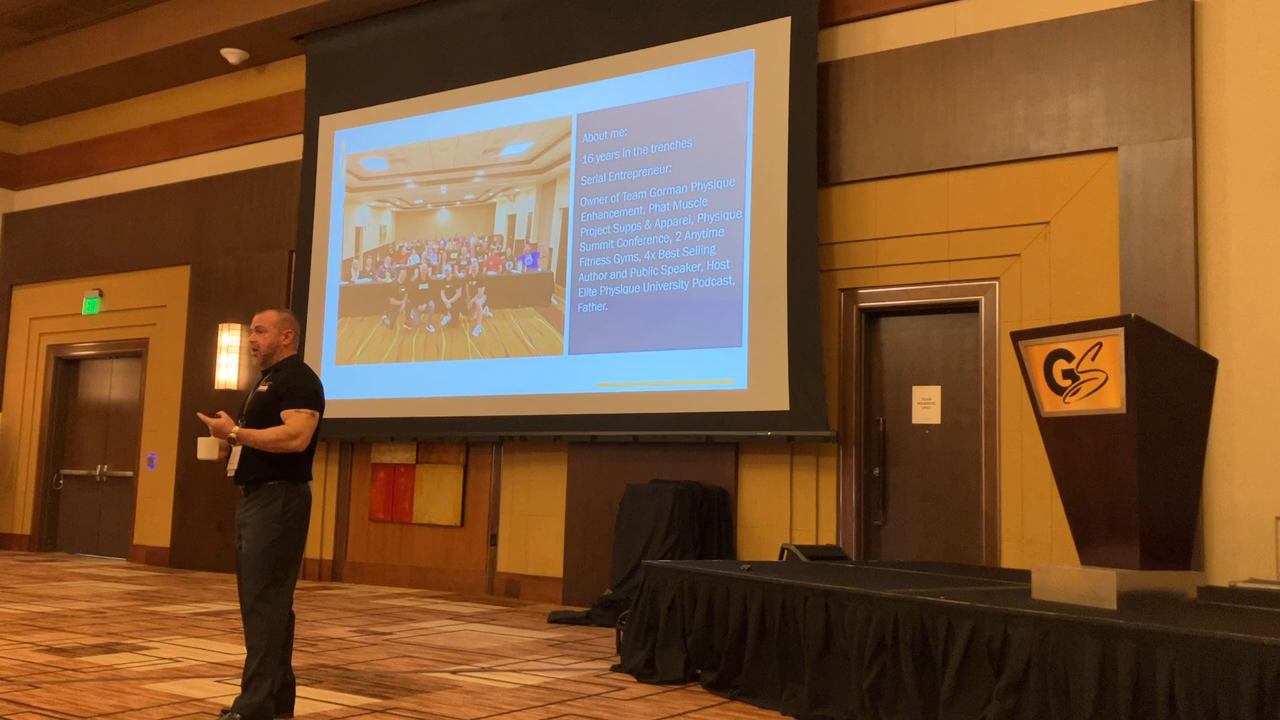 About me:
16 years in the trenches
Serial Entrepreneur:
Owner of Team Gorman Physique
Enhancement, Phat Muscle
Project Supps & Apparel, Physique
Summit Conference, 2 Anytime
Fitness Gyms, 4x Best Selling
Author and Public Speaker, Host
Elite Physique University Podcast,
Father.
GS